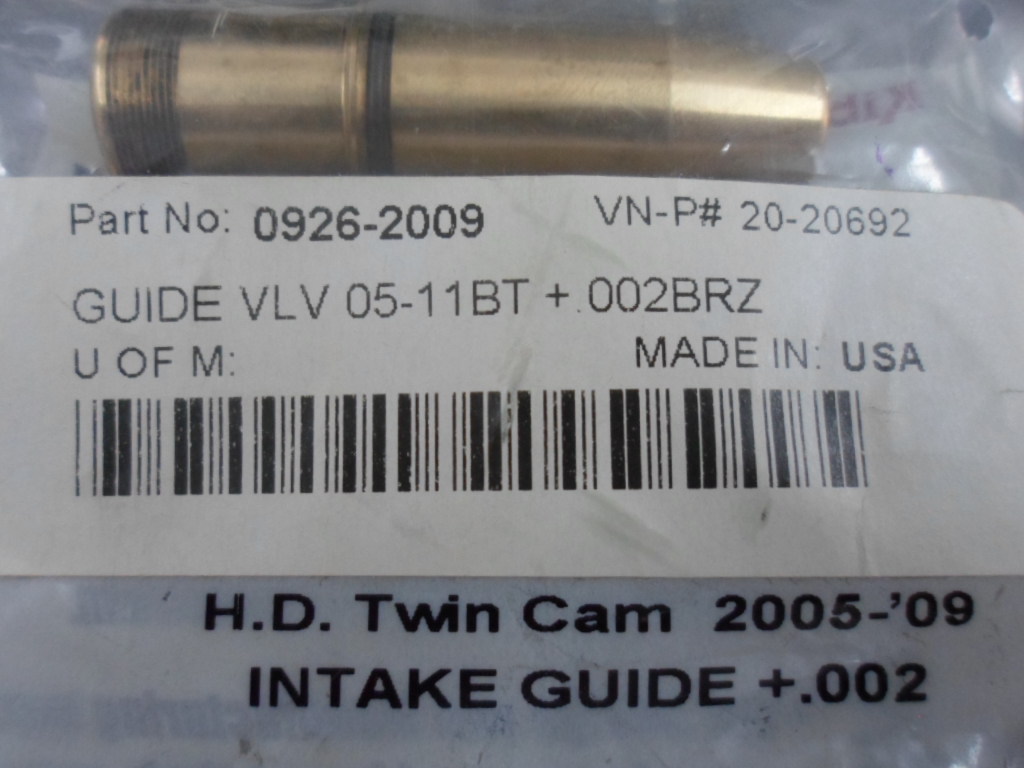 Part No: 0926-2009 VN-P# 20-20692
GUIDE VLV 05-11BT +.002BRZ
U OF M: MADE IN: USA
H.D. Twin Cam 2005-'09
INTAKE GUIDE +.002